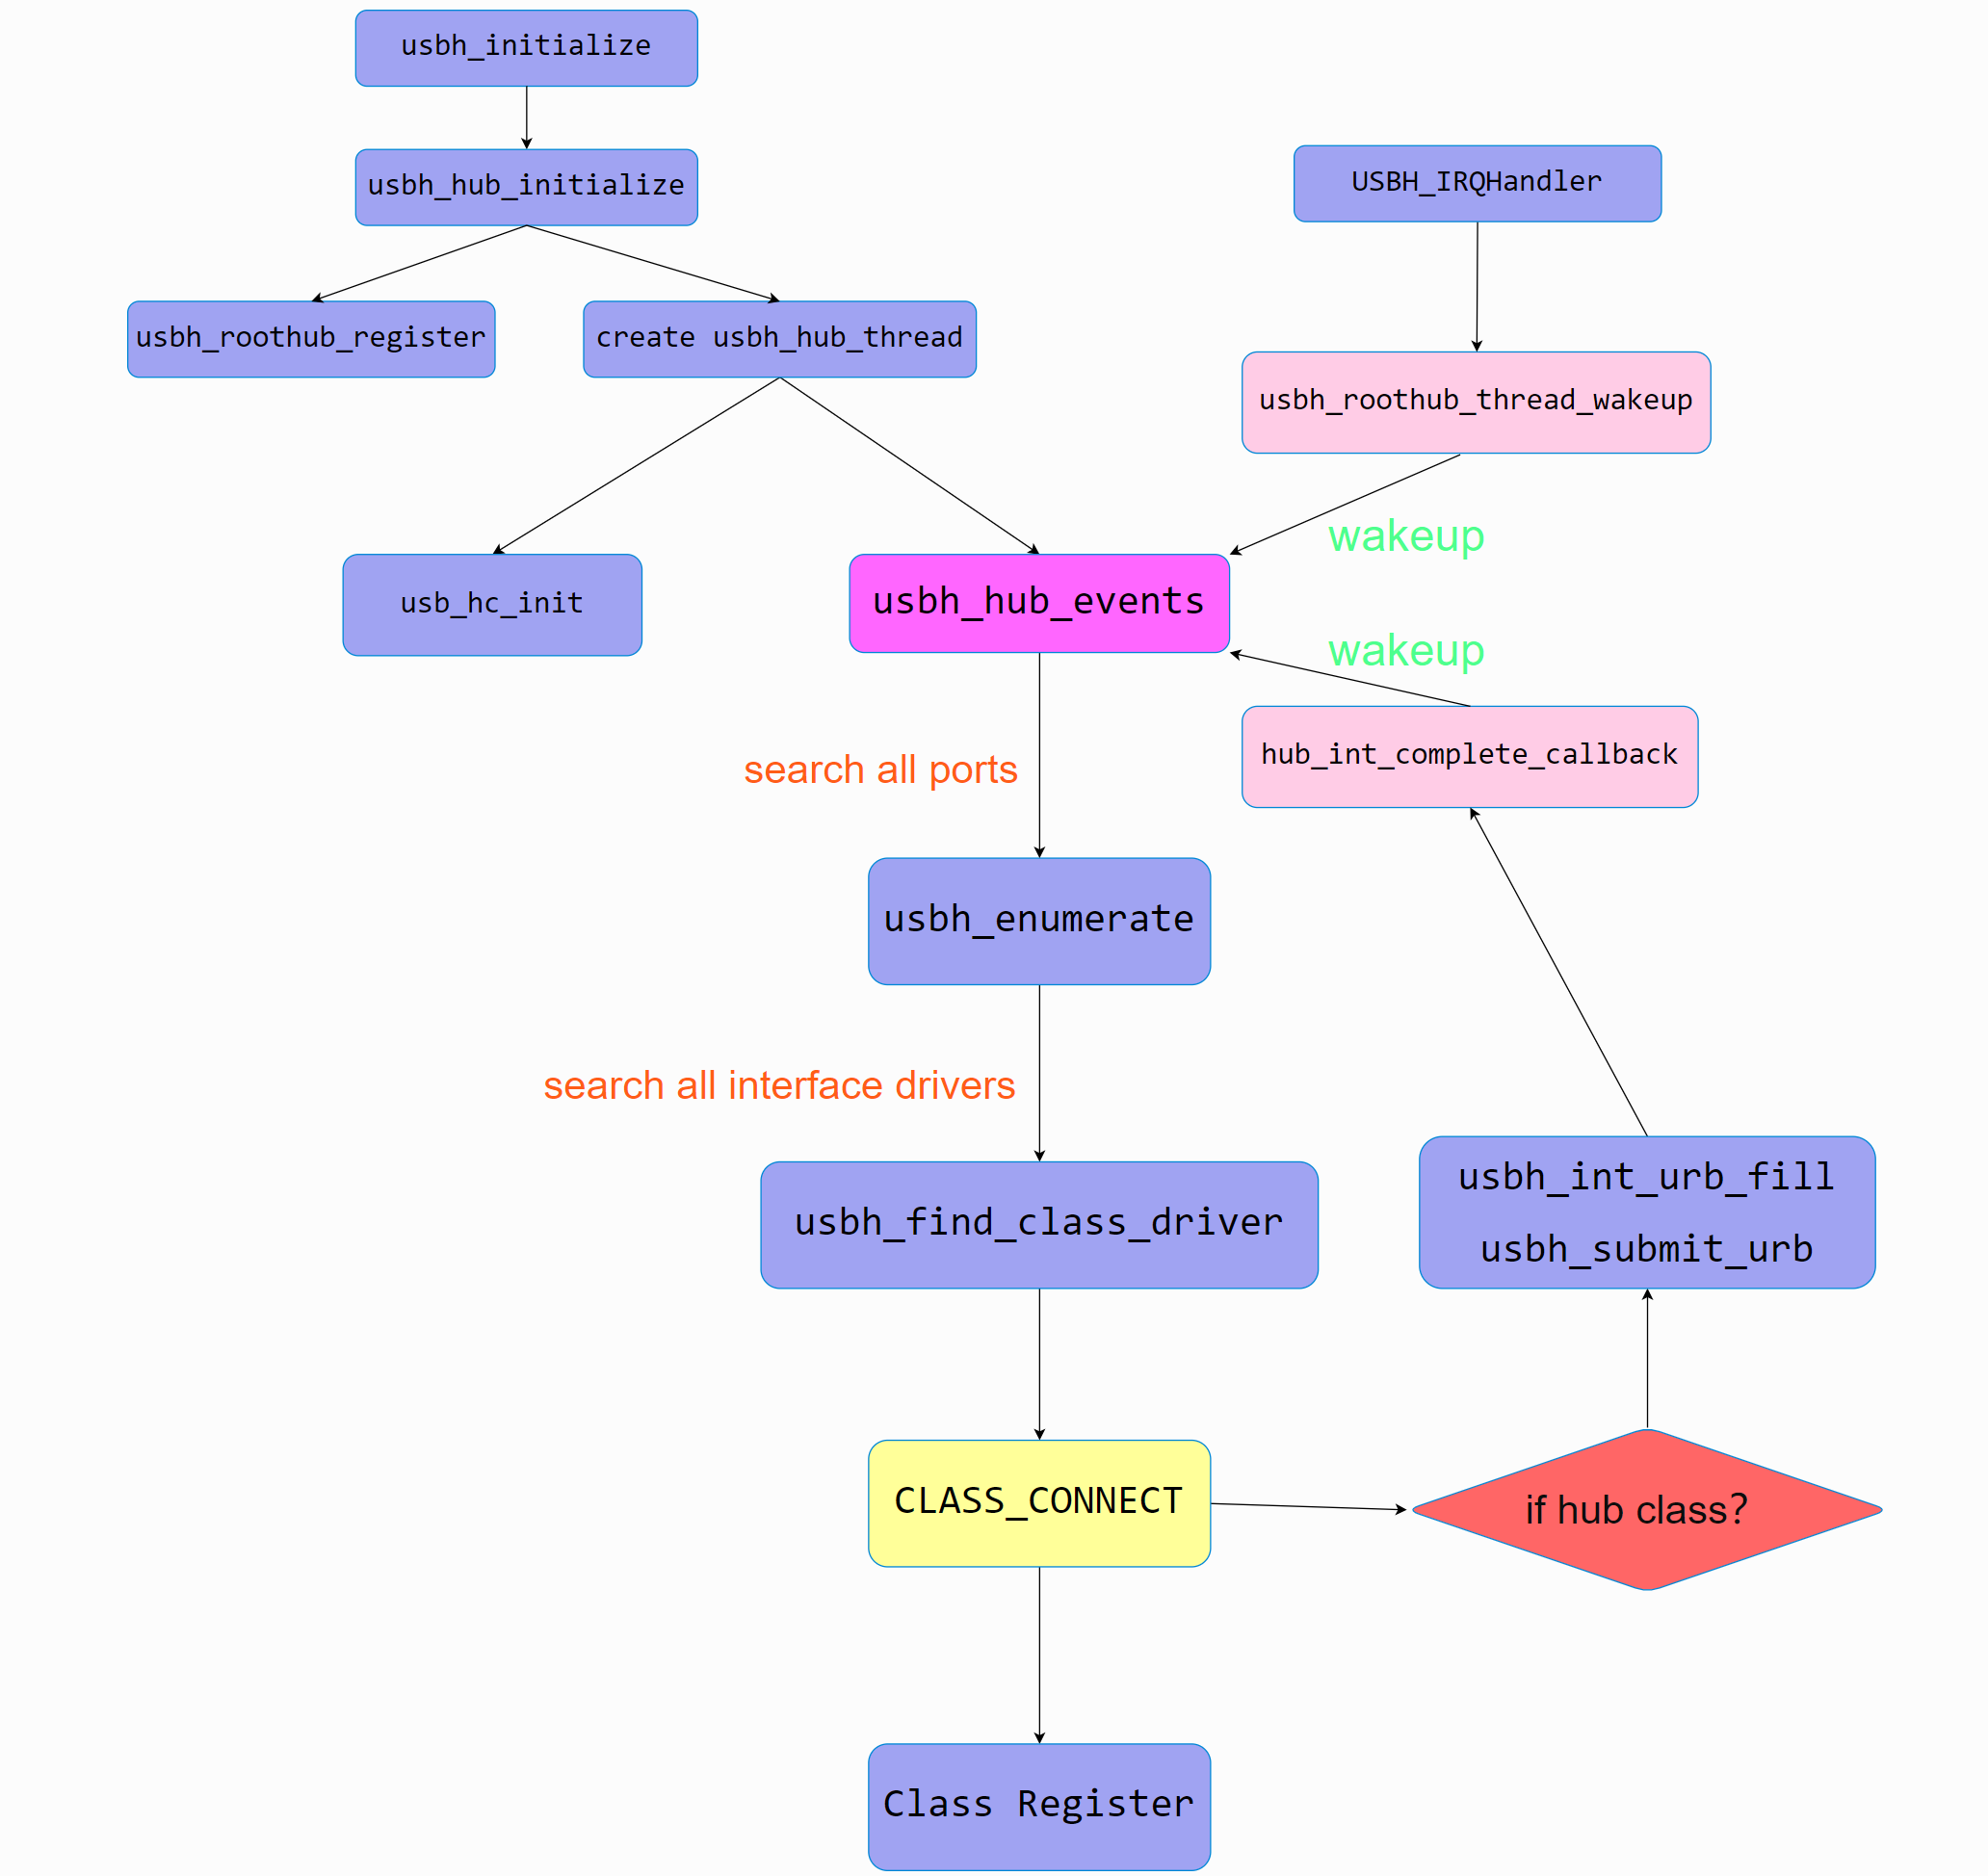 usbh_initialize
usbh_hub_initialize
USBH_IRQHandler
usbh_roothub_register
create usbh_hub_thread
usbh_roothub_thread_wakeup
wakeup
usb_hc_init
usbh_hub_events
wakeup
hub_int_complete_callback
search all ports
usbh_enumerate
search all interface drivers
usbh_find_class_driver
usbh_int_urb_fill
usbh_submit_urb
CLASS_CONNECT
if hub class?
Class Register